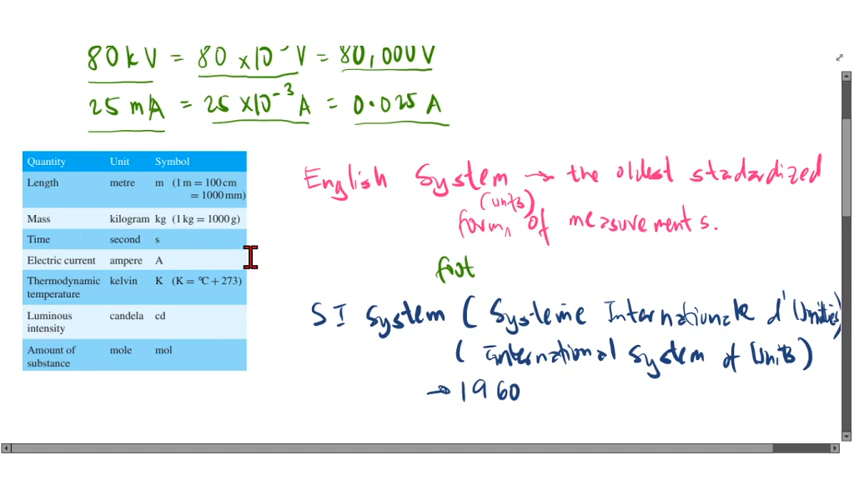 80 kV = 80 ×10 V = 80,000V
25 mA = 25 ×10⁻³ A = 0.025 A
Quantity Unit Symbol
Length metre m (1 m = 100 cm
= 1000 mm)
Mass kilogram kg (1 kg = 1000 g)
Time second s
Electric current ampere A
Thermodynamic kelvin K (K = °C + 273)
temperature
Luminous candela cd
intensity
Amount of mole mol
substance
English System → the oldest standardized
(units)
form of measurements.
foot
SI System ( Systeme Internationale d'Unities)
( International System of Units )
→ 1960